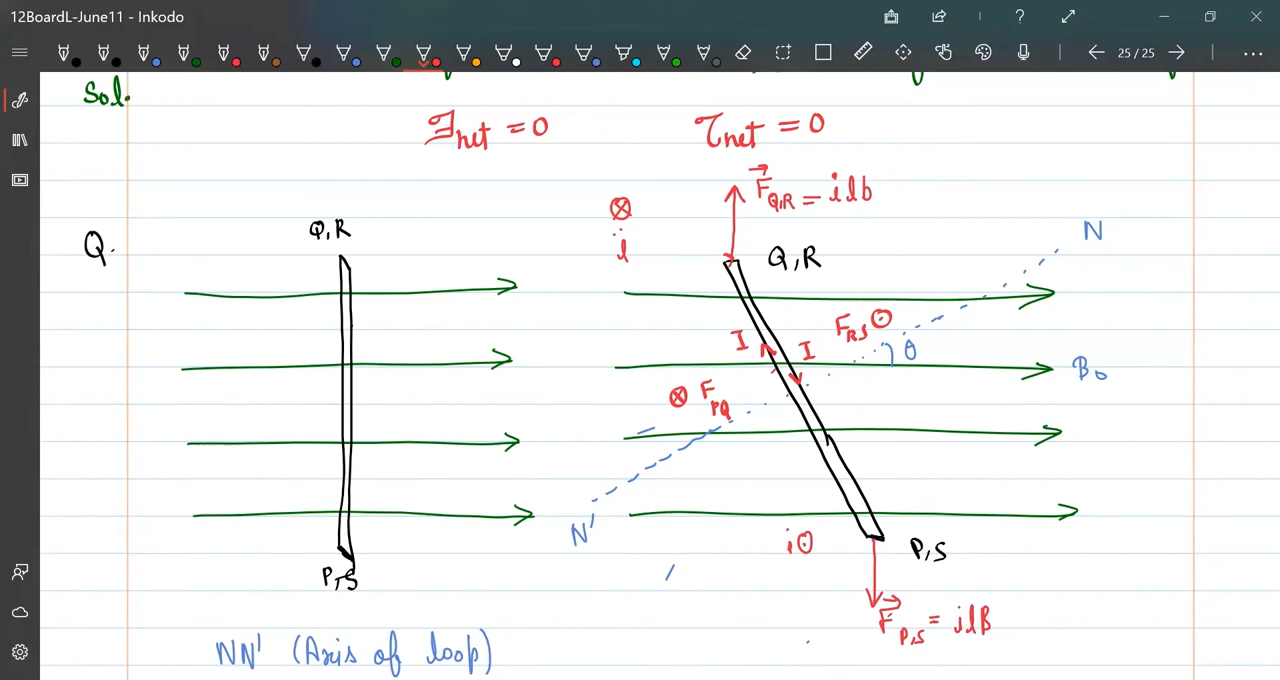 12BoardL-June11 - Inkodo
25 / 25
Sol.
Fnet = 0
τnet = 0
F⃗Q,R = ilb
⊗
i
l
Q.
Q,R
Q,R
N
FRS ⊙
I
I
θ
B₀
⊗ FPQ
N'
i⊙
P,S
P,S
F⃗P,S = ilB
NN' (Axis of loop)